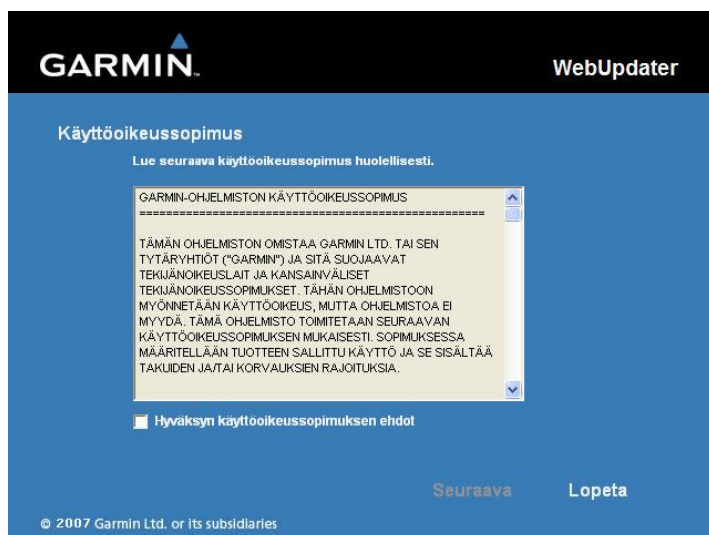 GARMIN™
WebUpdater
Käyttöoikeussopimus
Lue seuraava käyttöoikeussopimus huolellisesti.
GARMIN-OHJELMISTON KÄYTTÖOIKEUSSOPIMUS
====================================================
TÄMÄN OHJELMISTON OMISTAA GARMIN LTD. TAI SEN
TYTÄRYHTIÖT ("GARMIN") JA SITÄ SUOJAAVAT
TEKIJÄNOIKEUSLAIT JA KANSAINVÄLISET
TEKIJÄNOIKEUSSOPIMUKSET. TÄHÄN OHJELMISTOON
MYÖNNETÄÄN KÄYTTÖOIKEUS, MUTTA OHJELMISTOA EI
MYYDÄ. TÄMÄ OHJELMISTO TOIMITETAAN SEURAAVAN
KÄYTTÖOIKEUSSOPIMUKSEN MUKAISESTI. SOPIMUKSESSA
MÄÄRITELLÄÄN TUOTTEEN SALLITTU KÄYTTÖ JA SE SISÄLTÄÄ
TAKUIDEN JA/TAI KORVAUKSIEN RAJOITUKSIA.
Hyväksyn käyttöoikeussopimuksen ehdot
Seuraava
Lopeta
© 2007 Garmin Ltd. or its subsidiaries